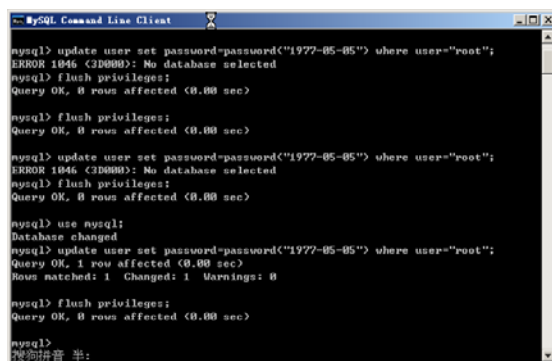 MySQL Command Line Client
mysql> update user set password=password("1977-05-05") where user="root";
ERROR 1046 (3D000): No database selected
mysql> flush privileges;
Query OK, 0 rows affected (0.00 sec)
mysql> flush privileges;
Query OK, 0 rows affected (0.00 sec)
mysql> update user set password=password("1977-05-05") where user="root";
ERROR 1046 (3D000): No database selected
mysql> flush privileges;
Query OK, 0 rows affected (0.00 sec)
mysql> use mysql;
Database changed
mysql> update user set password=password("1977-05-05") where user="root";
Query OK, 1 row affected (0.00 sec)
Rows matched: 1  Changed: 1  Warnings: 0
mysql> flush privileges;
Query OK, 0 rows affected (0.00 sec)
mysql>
搜狗拼音 半: